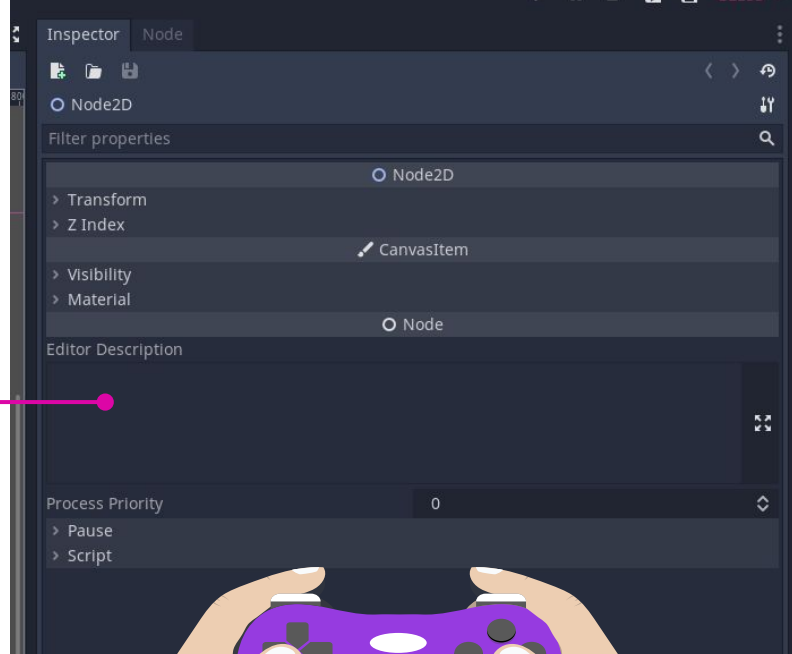 Inspector Node
80
Node2D
Filter properties
Node2D
Transform
Z Index
CanvasItem
Visibility
Material
Node
Editor Description
Process Priority 0
Pause
Script